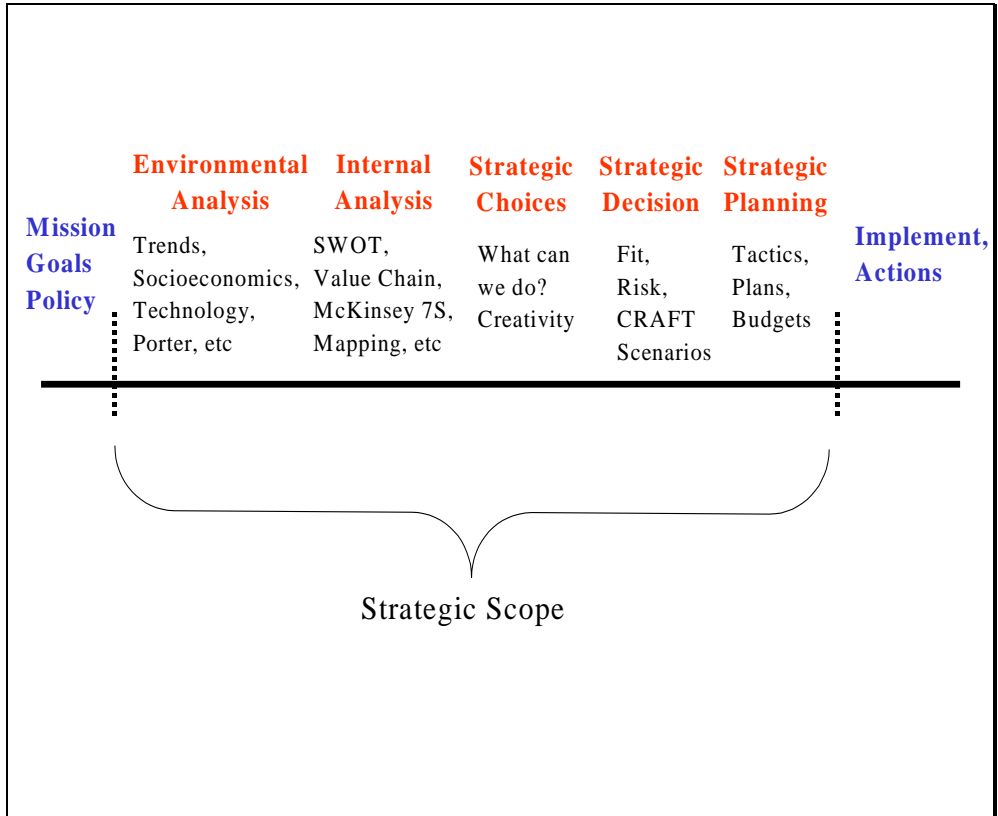 Mission
Goals
Policy
Environmental
Analysis
Trends,
Socioeconomics,
Technology,
Porter, etc
Internal
Analysis
SWOT,
Value Chain,
McKinsey 7S,
Mapping, etc
Strategic
Choices
What can
we do?
Creativity
Strategic
Decision
Fit,
Risk,
CRAFT
Scenarios
Strategic
Planning
Tactics,
Plans,
Budgets
Implement,
Actions
Strategic Scope